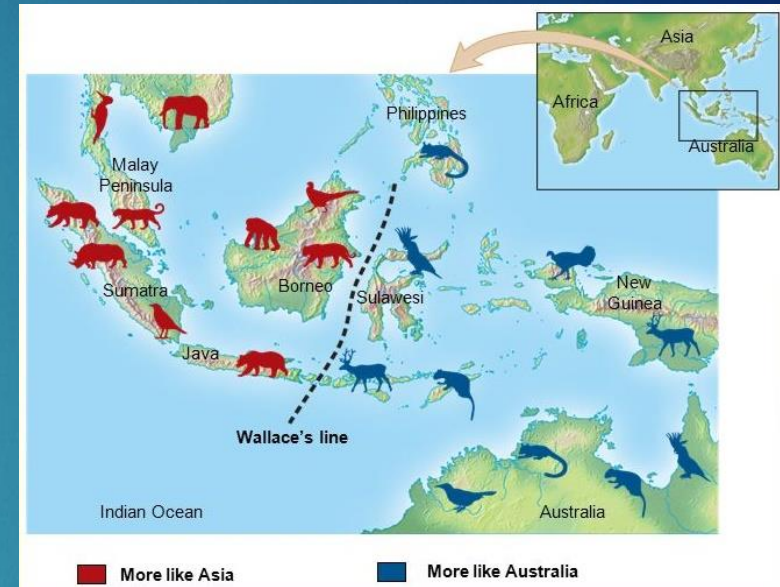 Asia
Africa
Australia
Philippines
Malay
Peninsula
Sumatra
Borneo
Sulawesi
New
Guinea
Java
Wallace's line
Indian Ocean
Australia
More like Asia
More like Australia